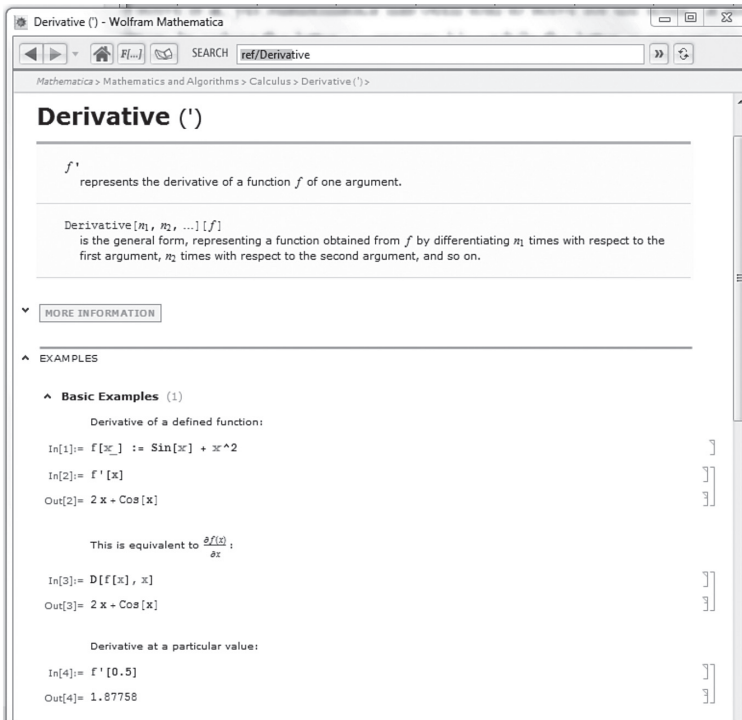 Derivative (') - Wolfram Mathematica
F[...] SEARCH ref/Derivative »
Mathematica > Mathematics and Algorithms > Calculus > Derivative (') >
Derivative (')
f '
represents the derivative of a function f of one argument.
Derivative[n₁, n₂, …][f]
is the general form, representing a function obtained from f by differentiating n₁ times with respect to the
first argument, n₂ times with respect to the second argument, and so on.
MORE INFORMATION
EXAMPLES
Basic Examples (1)
Derivative of a defined function:
In[1]:= f[x_] := Sin[x] + x^2
In[2]:= f'[x]
Out[2]= 2 x + Cos[x]
This is equivalent to ∂f(x)/∂x :
In[3]:= D[f[x], x]
Out[3]= 2 x + Cos[x]
Derivative at a particular value:
In[4]:= f'[0.5]
Out[4]= 1.87758